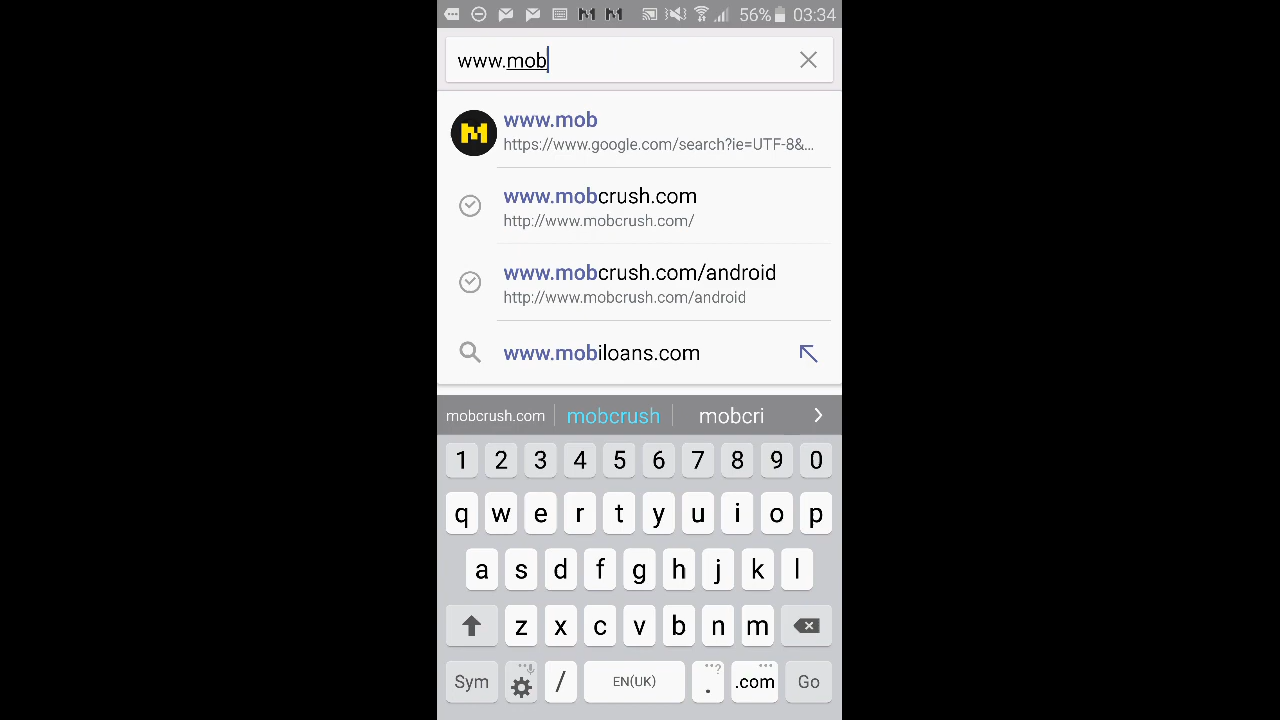 56% 03:34
www.mob
www.mob
https://www.google.com/search?ie=UTF-8&...
www.mobcrush.com
http://www.mobcrush.com/
www.mobcrush.com/android
http://www.mobcrush.com/android
www.mobiloans.com
mobcrush.com mobcrush mobcri
1 2 3 4 5 6 7 8 9 0
q w e r t y u i o p
a s d f g h j k l
z x c v b n m
Sym / EN(UK) . .com Go